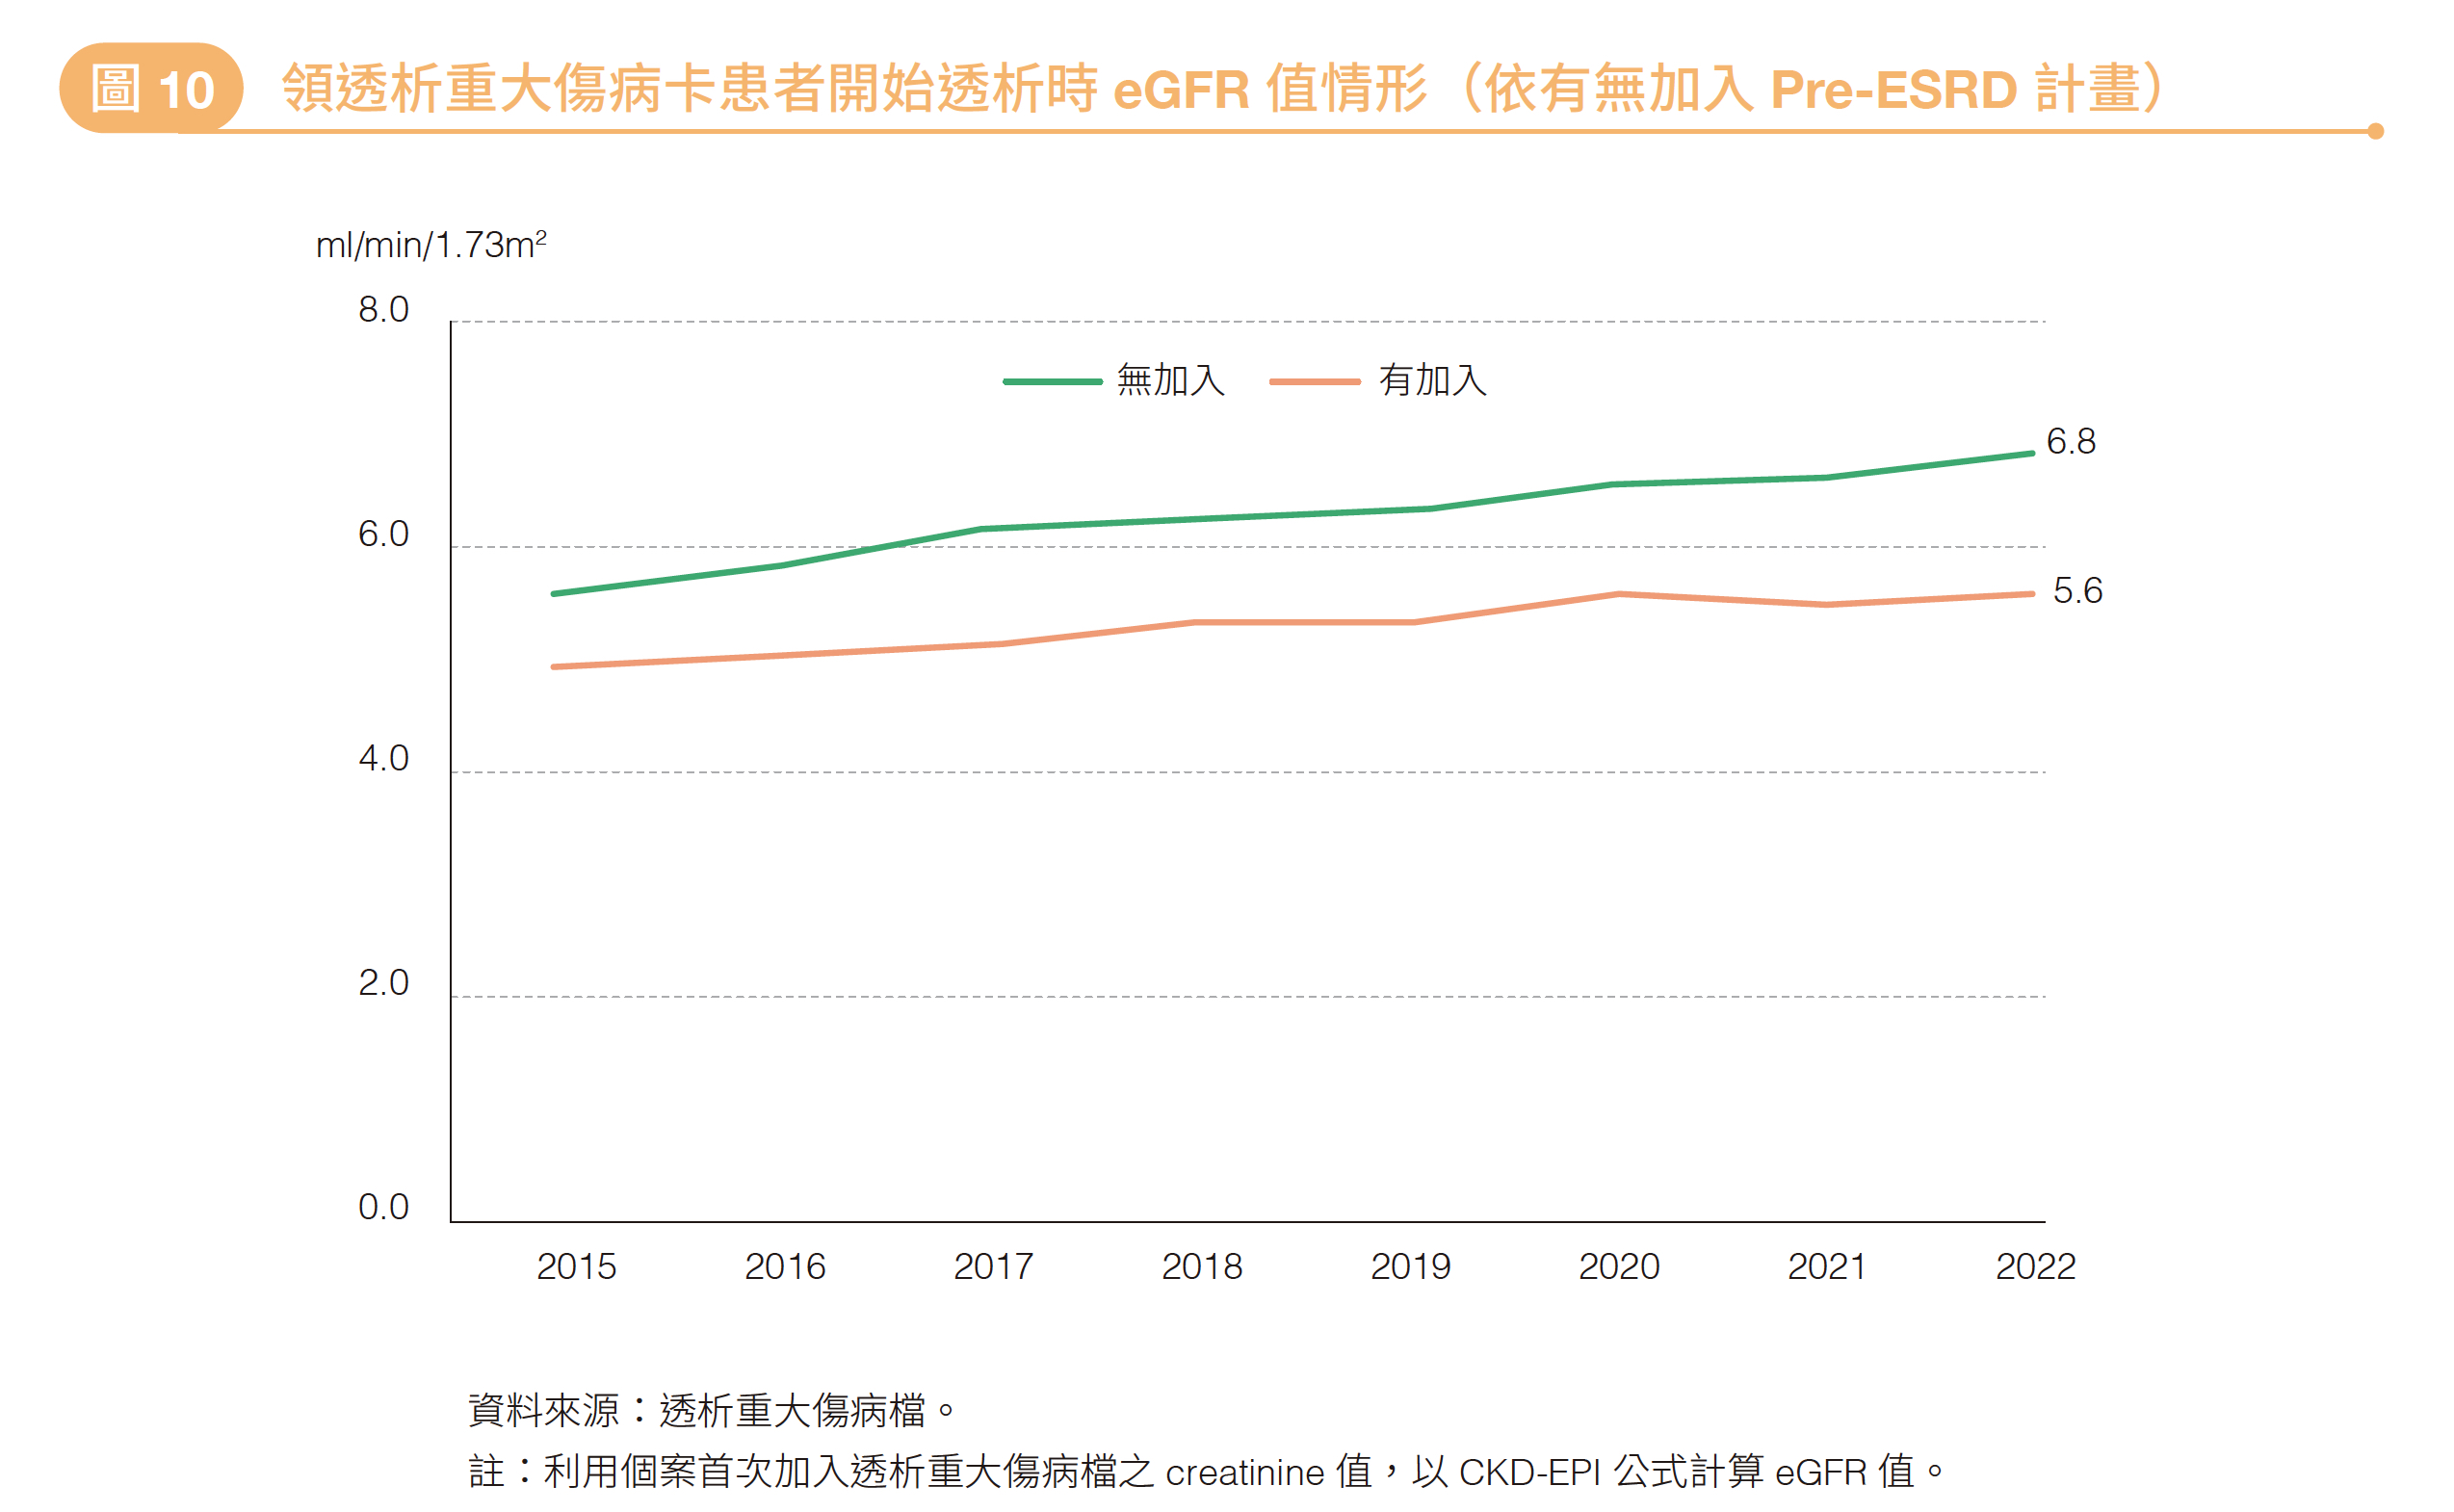 圖 10 領透析重大傷病卡患者開始透析時 eGFR 值情形（依有無加入 Pre-ESRD 計畫）
ml/min/1.73m²
8.0
無加入 有加入
6.8
6.0
5.6
4.0
2.0
0.0
2015 2016 2017 2018 2019 2020 2021 2022
資料來源：透析重大傷病檔。
註：利用個案首次加入透析重大傷病檔之 creatinine 值，以 CKD-EPI 公式計算 eGFR 值。